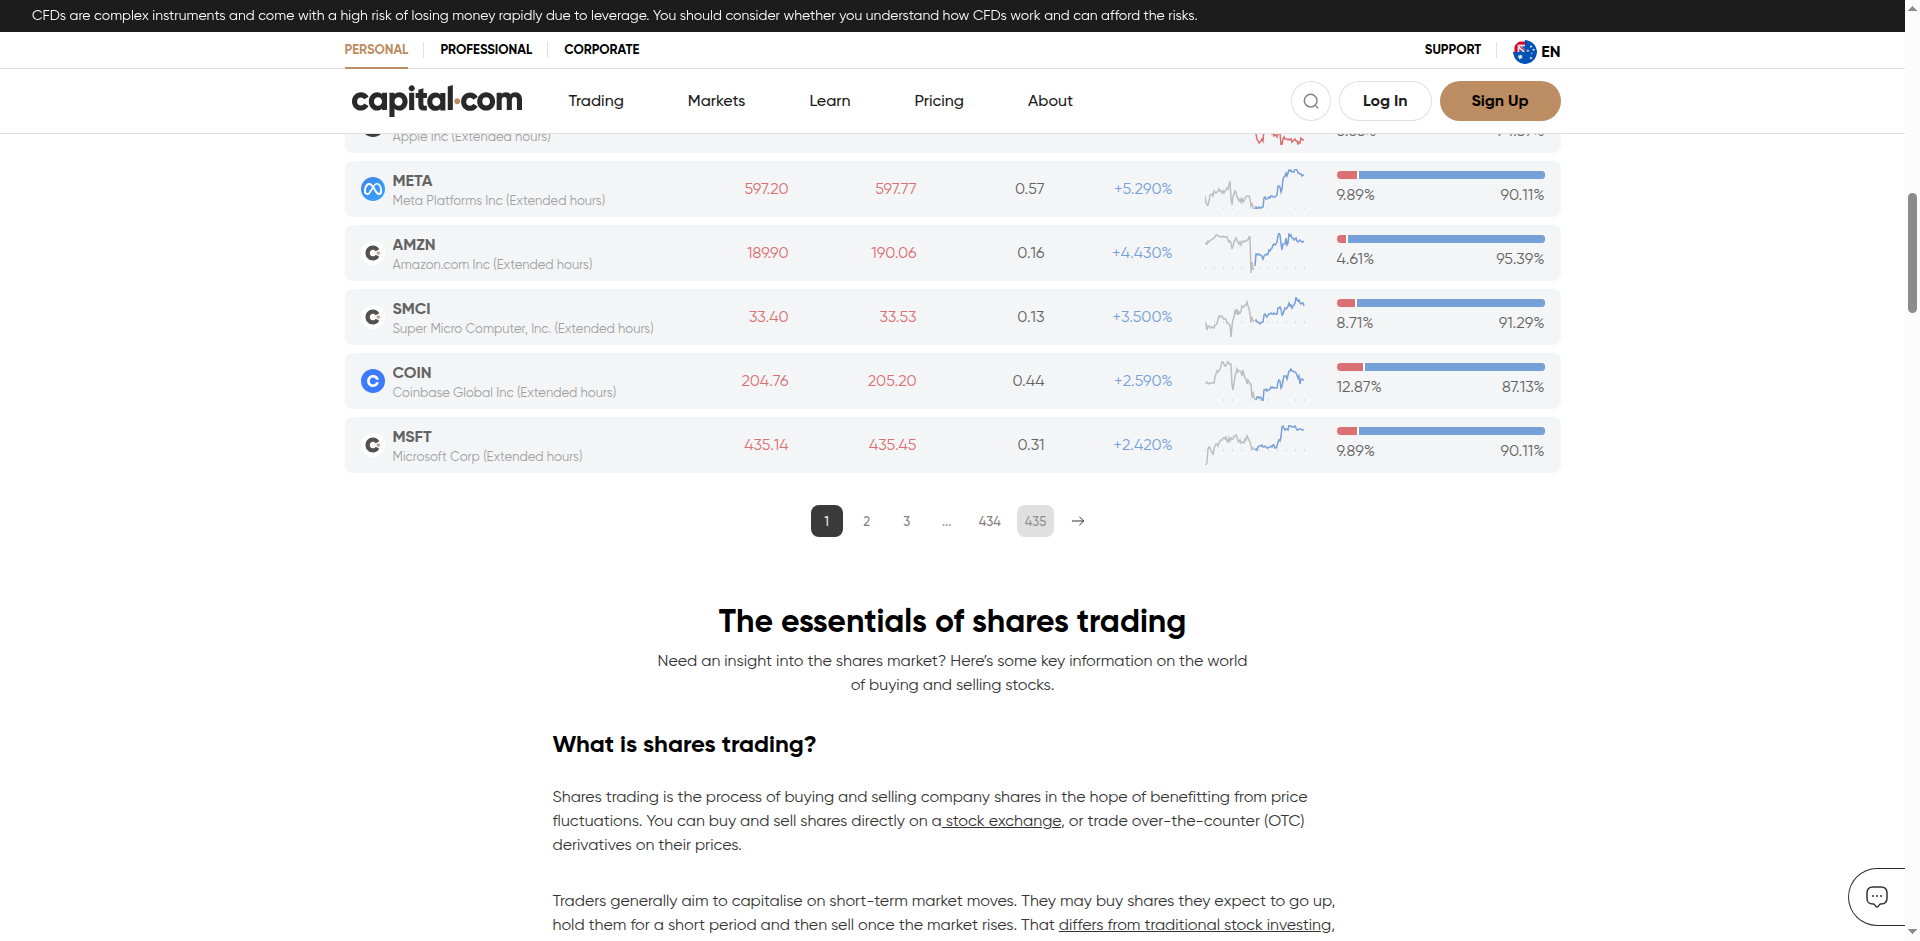 CFDs are complex instruments and come with a high risk of losing money rapidly due to leverage. You should consider whether you understand how CFDs work and can afford the risks.
PERSONAL PROFESSIONAL CORPORATE SUPPORT EN
capital.com Trading Markets Learn Pricing About Log In Sign Up
Apple Inc (Extended hours)
META
Meta Platforms Inc (Extended hours)
597.20 597.77 0.57 +5.290% 9.89% 90.11%
AMZN
Amazon.com Inc (Extended hours)
189.90 190.06 0.16 +4.430% 4.61% 95.39%
SMCI
Super Micro Computer, Inc. (Extended hours)
33.40 33.53 0.13 +3.500% 8.71% 91.29%
COIN
Coinbase Global Inc (Extended hours)
204.76 205.20 0.44 +2.590% 12.87% 87.13%
MSFT
Microsoft Corp (Extended hours)
435.14 435.45 0.31 +2.420% 9.89% 90.11%
1 2 3 ... 434 435
The essentials of shares trading
Need an insight into the shares market? Here's some key information on the world
of buying and selling stocks.
What is shares trading?
Shares trading is the process of buying and selling company shares in the hope of benefitting from price
fluctuations. You can buy and sell shares directly on a stock exchange, or trade over-the-counter (OTC)
derivatives on their prices.
Traders generally aim to capitalise on short-term market moves. They may buy shares they expect to go up,
hold them for a short period and then sell once the market rises. That differs from traditional stock investing,